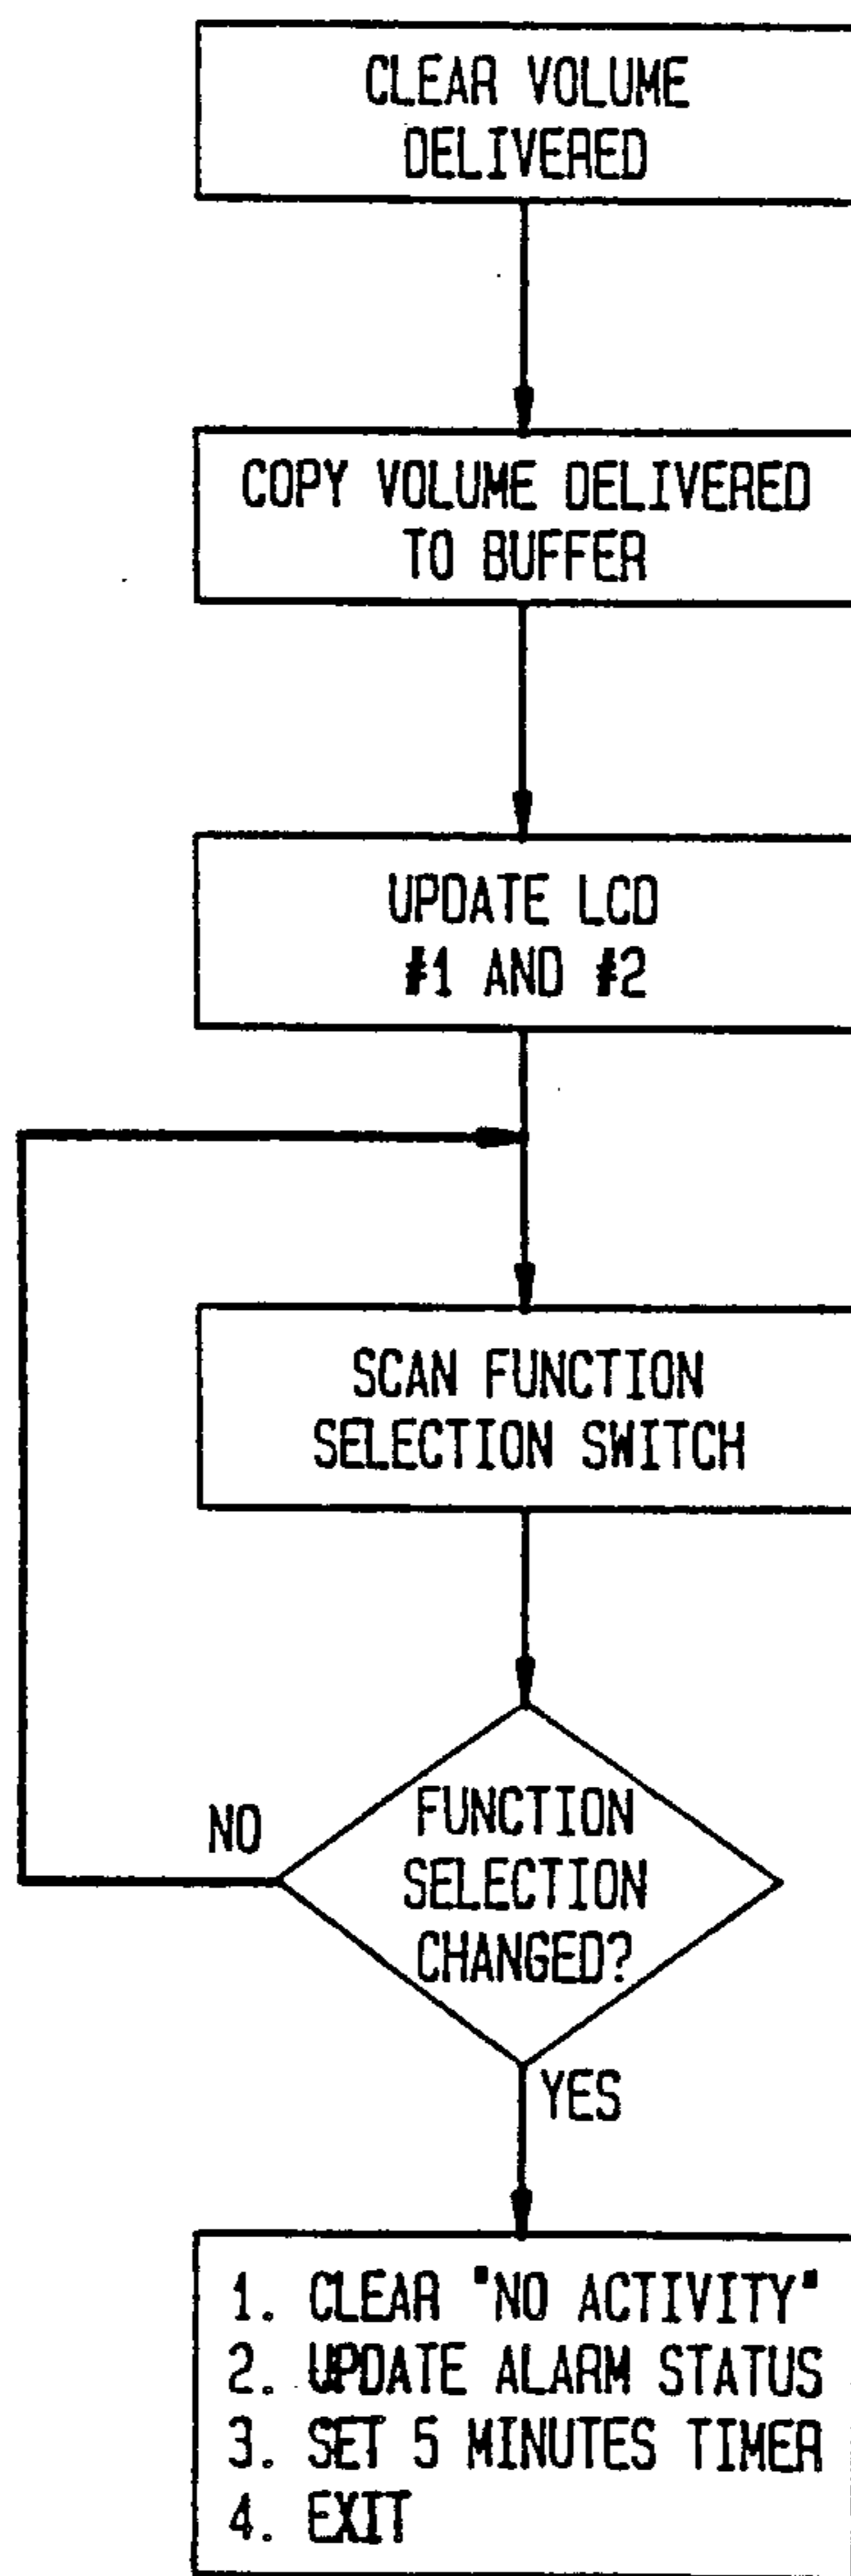 CLEAR VOLUME
DELIVERED
COPY VOLUME DELIVERED
TO BUFFER
UPDATE LCD
#1 AND #2
SCAN FUNCTION
SELECTION SWITCH
NO
FUNCTION
SELECTION
CHANGED?
YES
1. CLEAR "NO ACTIVITY"
2. UPDATE ALARM STATUS
3. SET 5 MINUTES TIMER
4. EXIT